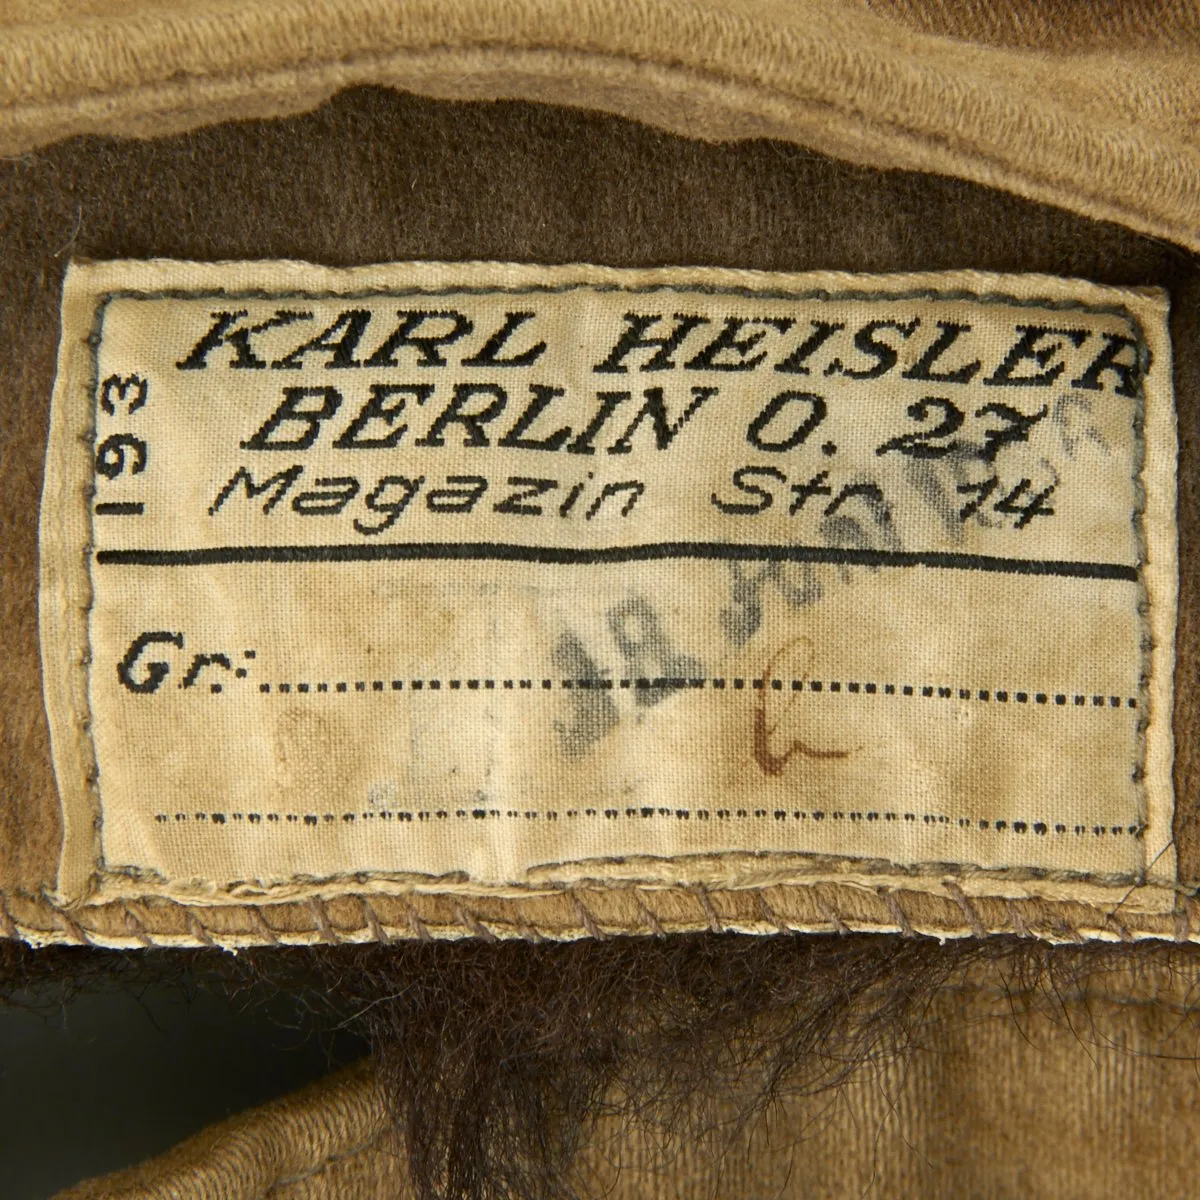 KARL HEISLER
BERLIN O. 27
Magazin Str 14
193
Gr: